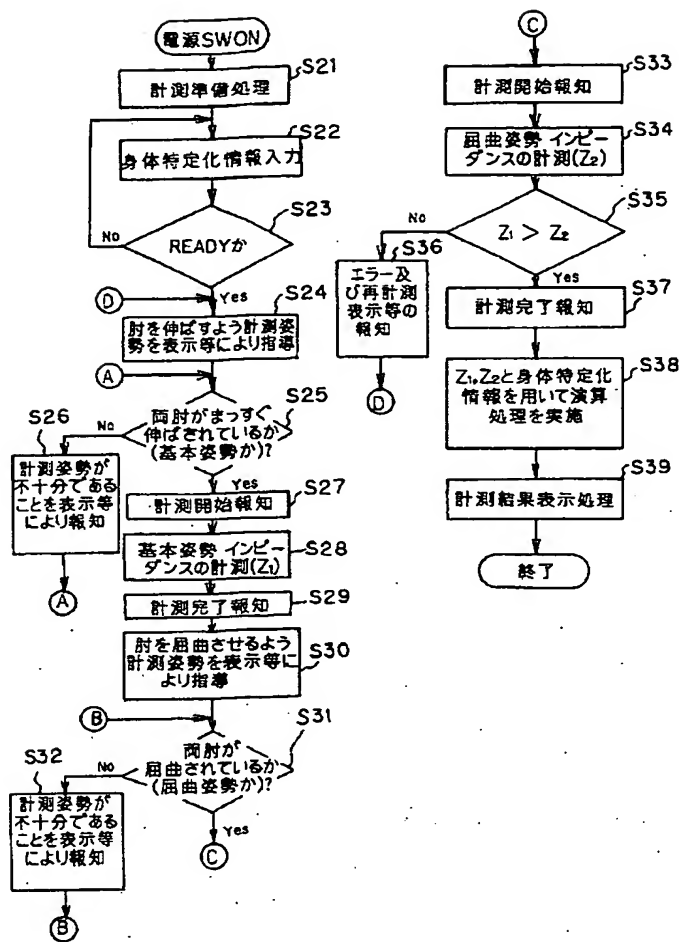 電源SWON
S21
計測準備処理
S22
身体特定化情報入力
S23
READYか
No
Yes
D
S24
肘を伸ばすよう計測姿
勢を表示等により指導
A
S25
両肘がまっすぐ
伸ばされているか
(基本姿勢か)?
No
S26
計測姿勢が
不十分である
ことを表示等
により報知
A
Yes
S27
計測開始報知
S28
基本姿勢インピー
ダンスの計測(Z1)
S29
計測完了報知
S30
肘を屈曲させるよう
計測姿勢を表示等に
より指導
B
S31
両肘が
屈曲されているか
(屈曲姿勢か)?
No
S32
計測姿勢が
不十分である
ことを表示等
により報知
B
Yes
C
C
S33
計測開始報知
S34
屈曲姿勢インピー
ダンスの計測(Z2)
S35
Z1 > Z2
No
S36
エラー及
び再計測
表示等の
報知
D
Yes
S37
計測完了報知
S38
Z1,Z2と身体特定化
情報を用いて演算
処理を実施
S39
計測結果表示処理
終了